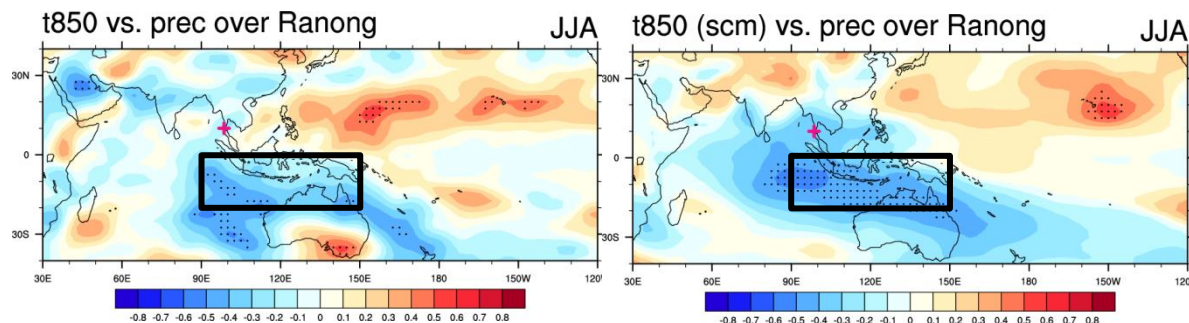 t850 vs. prec over Ranong JJA
30N
0
30S
30E 60E 90E 120E 150E 180 150W 120W
-0.8 -0.7 -0.6 -0.5 -0.4 -0.3 -0.2 -0.1 0 0.1 0.2 0.3 0.4 0.5 0.6 0.7 0.8
t850 (scm) vs. prec over Ranong JJA
30N
0
30S
30E 60E 90E 120E 150E 180 150W 120
-0.8 -0.7 -0.6 -0.5 -0.4 -0.3 -0.2 -0.1 0 0.1 0.2 0.3 0.4 0.5 0.6 0.7 0.8